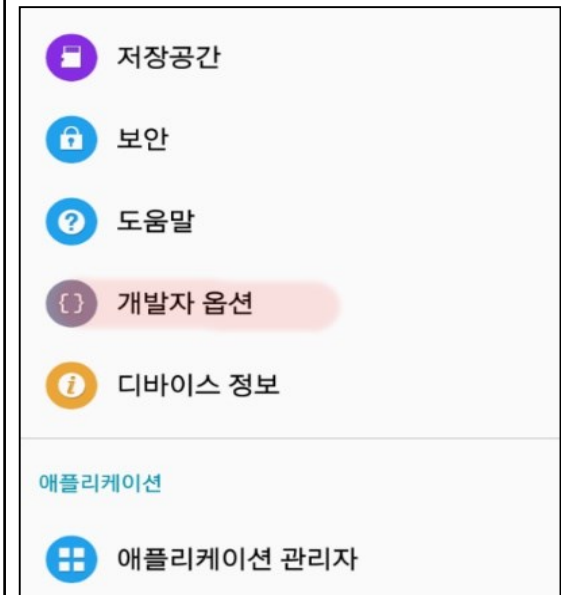 저장공간
보안
도움말
개발자 옵션
디바이스 정보
애플리케이션
애플리케이션 관리자